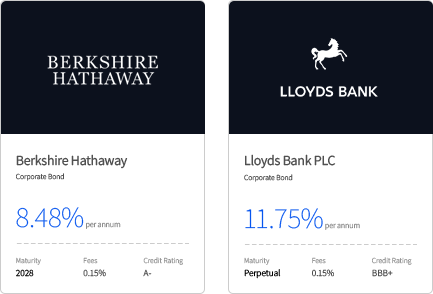 BERKSHIRE
HATHAWAY
Berkshire Hathaway
Corporate Bond
8.48% per annum
Maturity Fees Credit Rating
2028 0.15% A-
LLOYDS BANK
Lloyds Bank PLC
Corporate Bond
11.75% per annum
Maturity Fees Credit Rating
Perpetual 0.15% BBB+